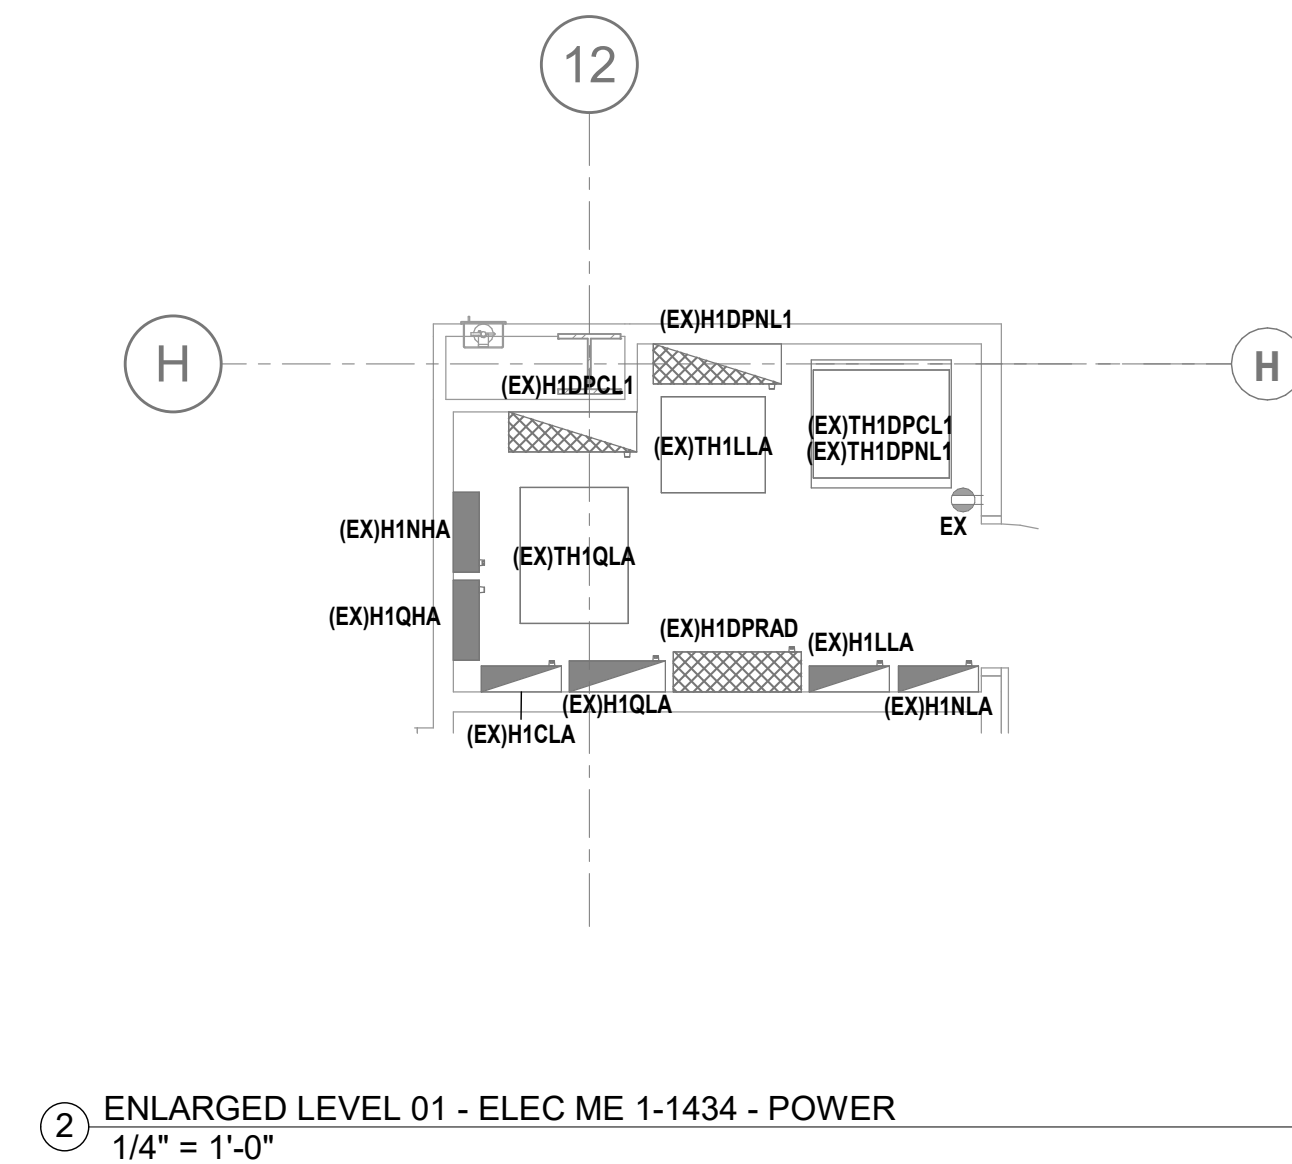 12
(EX)H1DPNL1
H
H
(EX)H1DPCL1
(EX)TH1DPCL1
(EX)TH1LLA
(EX)TH1DPNL1
EX
(EX)H1NHA
(EX)TH1QLA
(EX)H1QHA
(EX)H1DPRAD
(EX)H1LLA
(EX)H1QLA
(EX)H1NLA
(EX)H1CLA
2
ENLARGED LEVEL 01 - ELEC ME 1-1434 - POWER
1/4" = 1'-0"